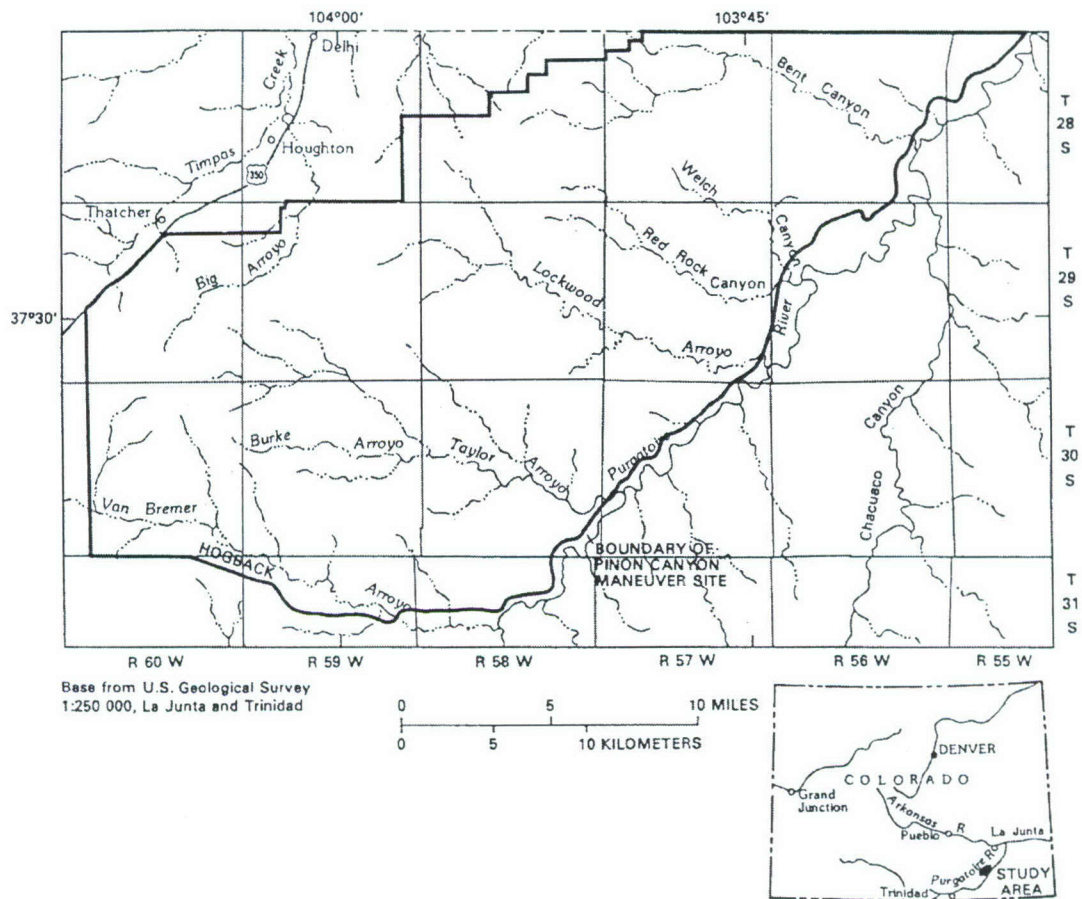 104°00'
103°45'
Delhi
Creek
Bent Canyon
T
28
S
Houghton
Timpas
350
Welch
Canyon
Thatcher
Red Rock
Canyon
Big Arroyo
T
29
S
Lockwood
Arroyo
River
37°30'
Canyon
Burke Arroyo
Taylor
Arroyo
Purgatoire
T
30
S
Chacuaco
Van Bremer
Arroyo
HOGBACK
BOUNDARY OF
PINON CANYON
MANEUVER SITE
T
31
S
R 60 W
R 59 W
R 58 W
R 57 W
R 56 W
R 55 W
Base from U.S. Geological Survey
1:250 000, La Junta and Trinidad
0 5 10 MILES
0 5 10 KILOMETERS
DENVER
COLORADO
Grand
Junction
Arkansas
R
Pueblo
La Junta
Purgatoire R
STUDY
AREA
Trinidad